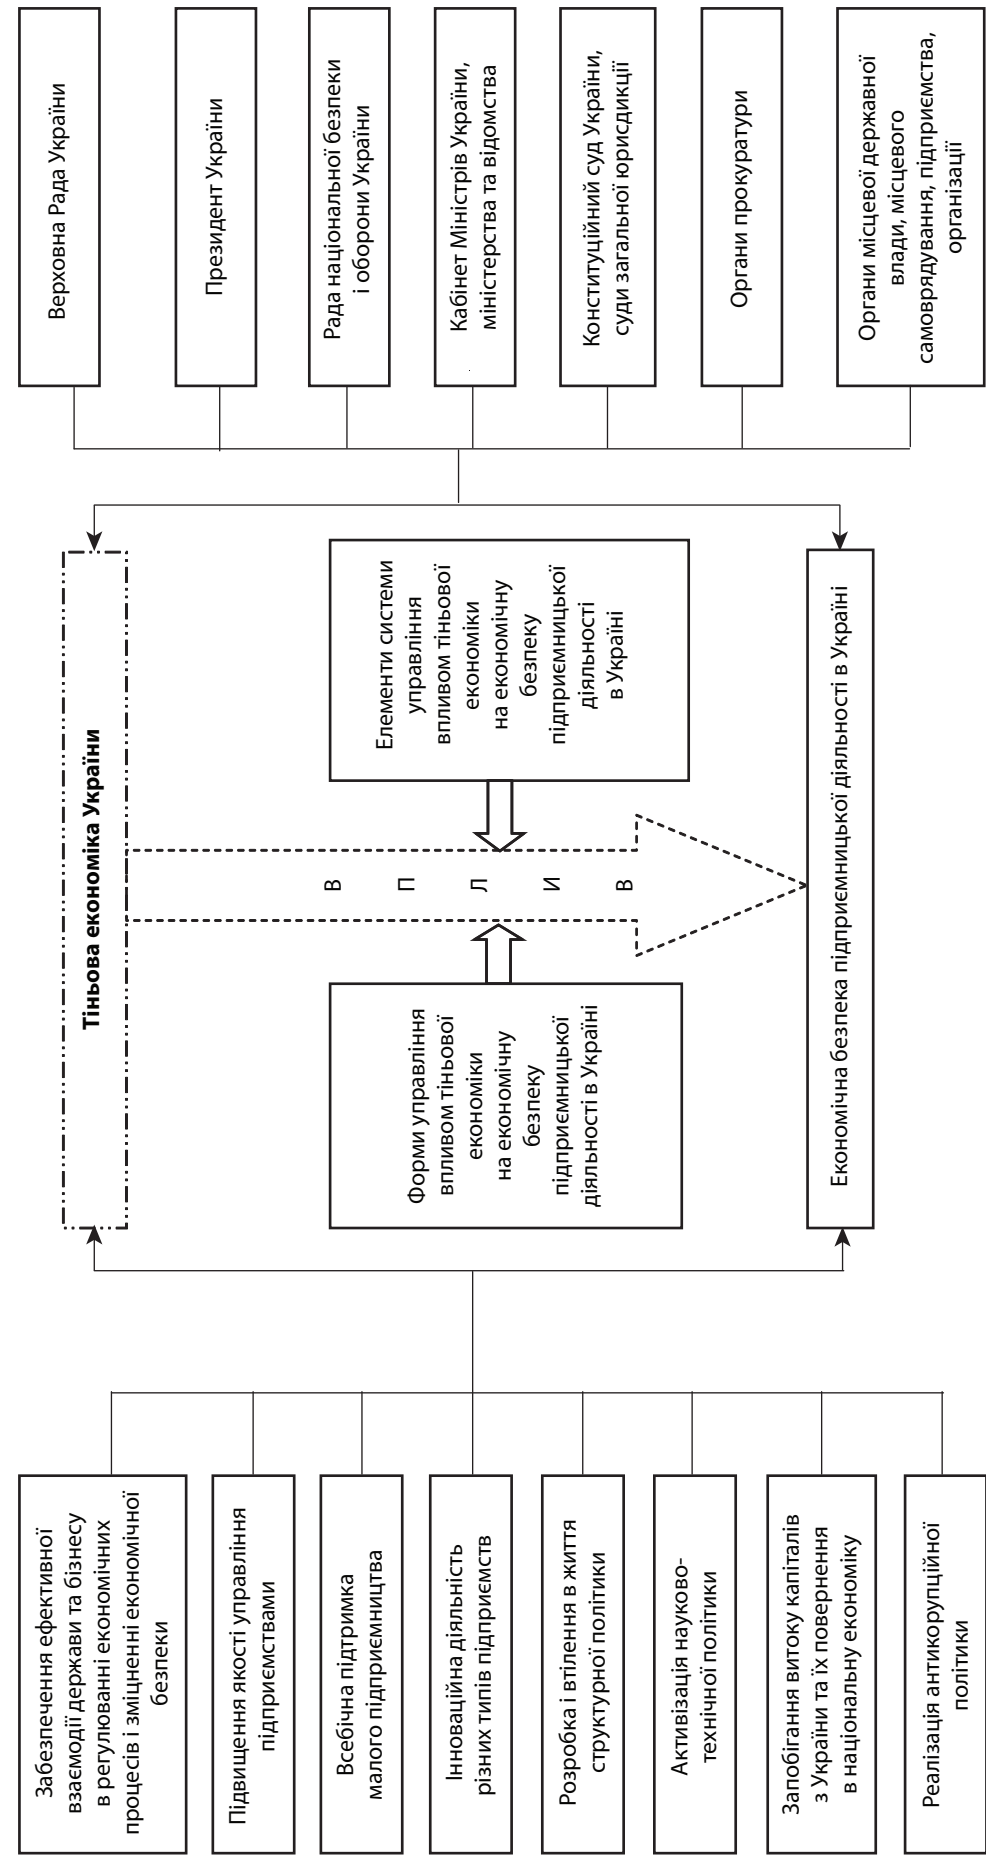 Забезпечення ефективної
взаємодії держави та бізнесу
в регулюванні економічних
процесів і зміцненні економічної
безпеки
Підвищення якості управління
підприємствами
Всебічна підтримка
малого підприємництва
Інноваційна діяльність
різних типів підприємств
Розробка і втілення в життя
структурної політики
Активізація науково-
технічної політики
Запобігання витоку капіталів
з України та їх повернення
в національну економіку
Реалізація антикорупційної
політики
Тіньова економіка України
Форми управління
впливом тіньової
економіки
на економічну
безпеку
підприємницької
діяльності в Україні
В
П
Л
И
В
Елементи системи
управління
впливом тіньової
економіки
на економічну
безпеку
підприємницької
діяльності
в Україні
Економічна безпека підприємницької діяльності в Україні
Верховна Рада України
Президент України
Рада національної безпеки
і оборони України
Кабінет Міністрів України,
міністерства та відомства
Конституційний суд України,
суди загальної юрисдикції
Органи прокуратури
Органи місцевої державної
влади, місцевого
самоврядування, підприємства,
організації